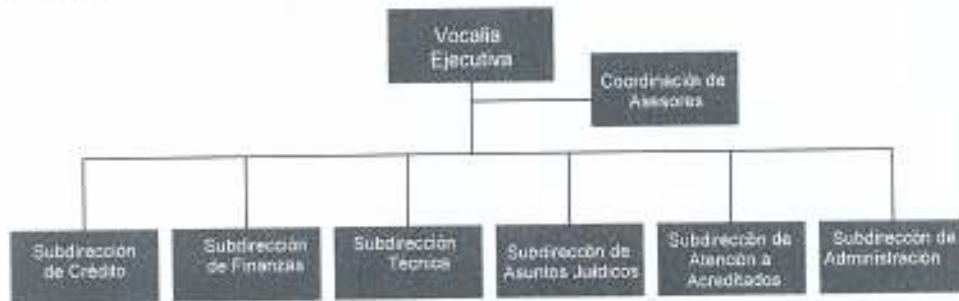 Vocalía
Ejecutiva
Coordinación de
Asesores
Subdirección
de Crédito
Subdirección
de Finanzas
Subdirección
Técnica
Subdirección de
Asuntos Jurídicos
Subdirección de
Atención a
Acreditados
Subdirección de
Administración